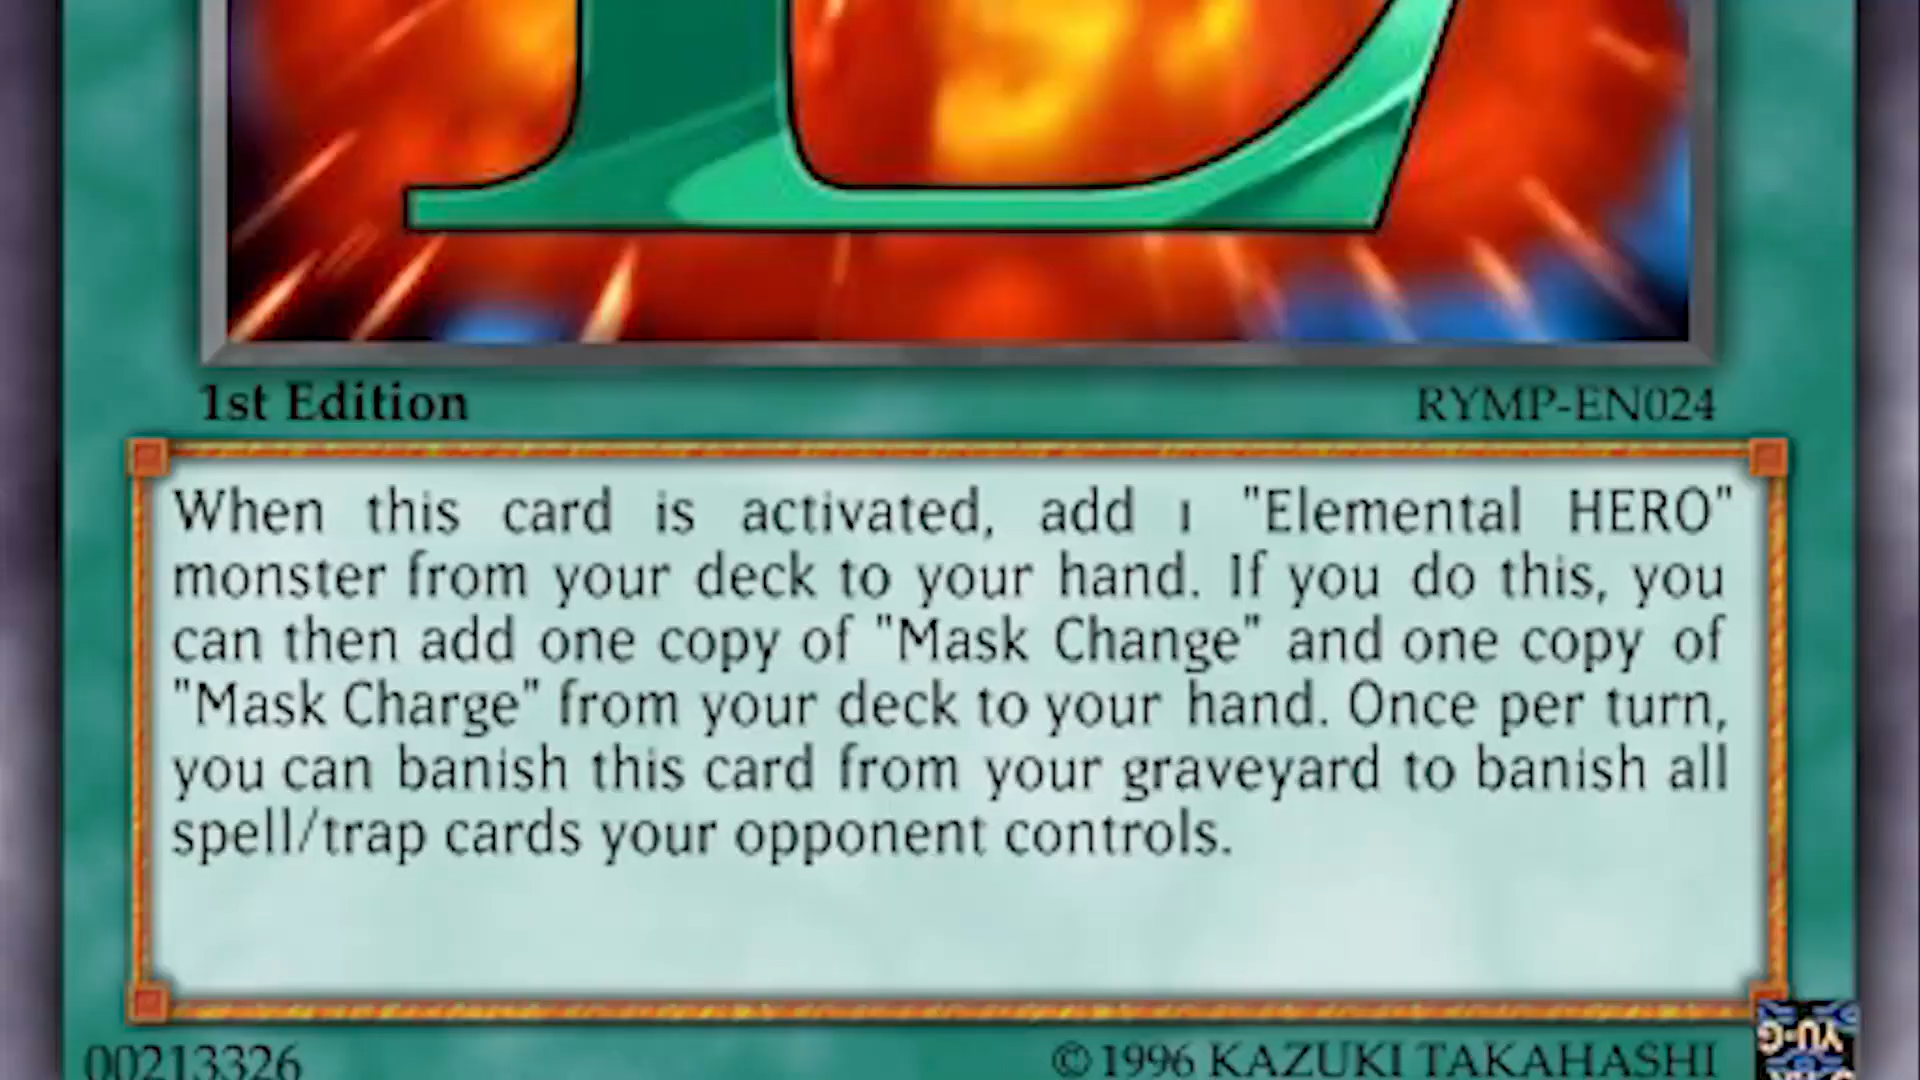 E
1st Edition
RYMP-EN024
When this card is activated, add 1 "Elemental HERO"
monster from your deck to your hand. If you do this, you
can then add one copy of "Mask Change" and one copy of
"Mask Charge" from your deck to your hand. Once per turn,
you can banish this card from your graveyard to banish all
spell/trap cards your opponent controls.
00213326
©1996 KAZUKI TAKAHASHI
YU-G